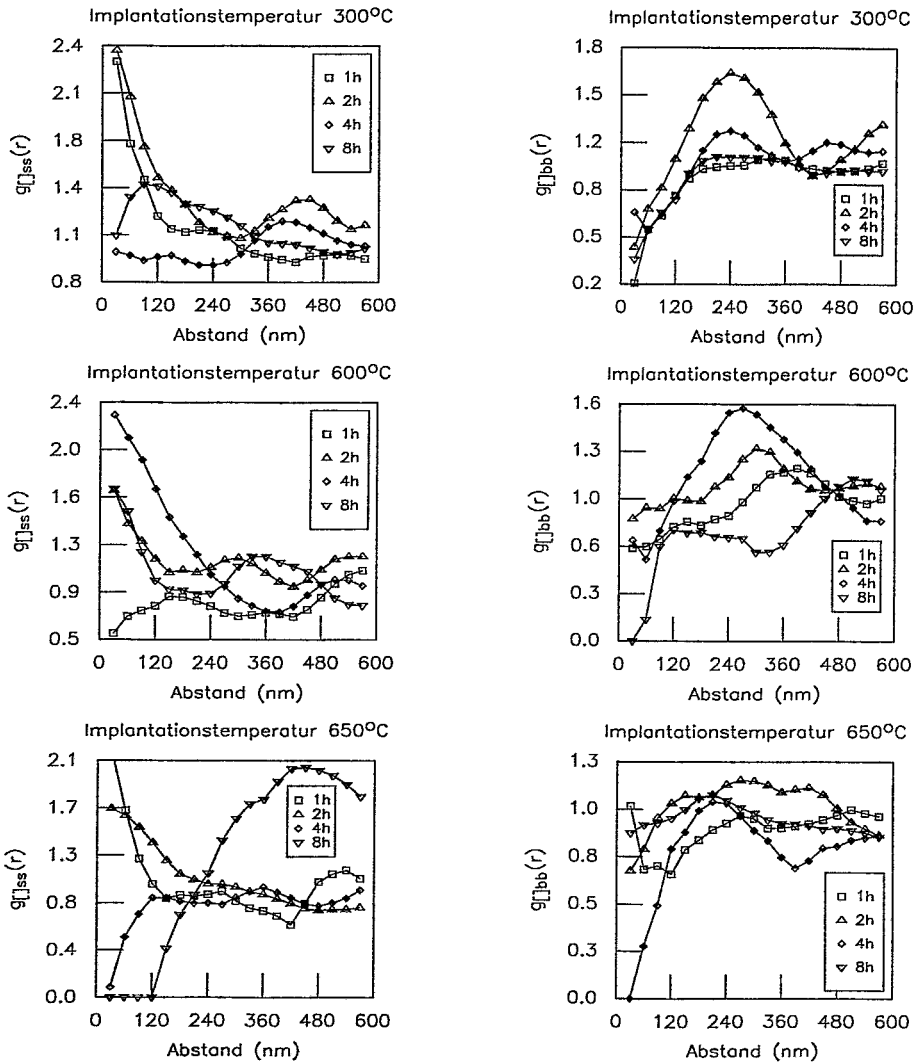 Implantationstemperatur 300°C
2.4
2.1
1.8
1.4
1.1
0.8
g[]ss(r)
1h
2h
4h
8h
0 120 240 360 480 600
Abstand (nm)
Implantationstemperatur 300°C
1.8
1.5
1.2
0.8
0.5
0.2
g[]bb(r)
1h
2h
4h
8h
0 120 240 360 480 600
Abstand (nm)
Implantationstemperatur 600°C
2.4
2.0
1.6
1.3
0.9
0.5
g[]ss(r)
1h
2h
4h
8h
0 120 240 360 480 600
Abstand (nm)
Implantationstemperatur 600°C
1.6
1.3
1.0
0.6
0.3
0.0
g[]bb(r)
1h
2h
4h
8h
0 120 240 360 480 600
Abstand (nm)
Implantationstemperatur 650°C
2.1
1.7
1.3
0.8
0.4
0.0
g[]ss(r)
1h
2h
4h
8h
0 120 240 360 480 600
Abstand (nm)
Implantationstemperatur 650°C
1.3
1.0
0.8
0.5
0.3
0.0
g[]bb(r)
1h
2h
4h
8h
0 120 240 360 480 600
Abstand (nm)